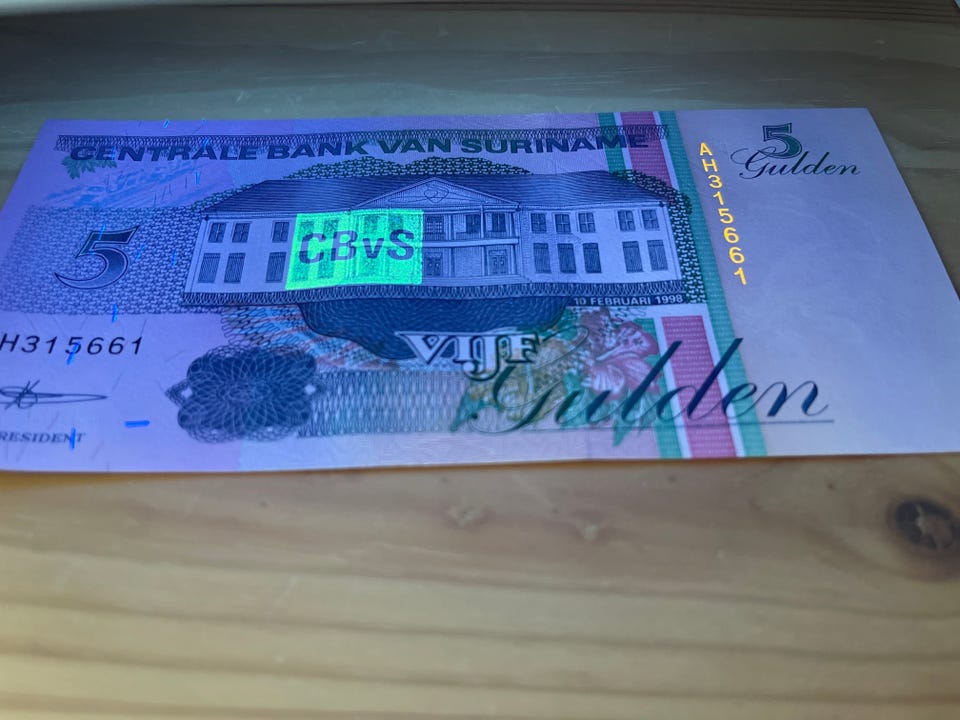 CENTRALE BANK VAN SURINAME
5
Gulden
AH315661
5
CBvS
10 FEBRUARI 1998
H315661
VIJF
Gulden
RESIDENT